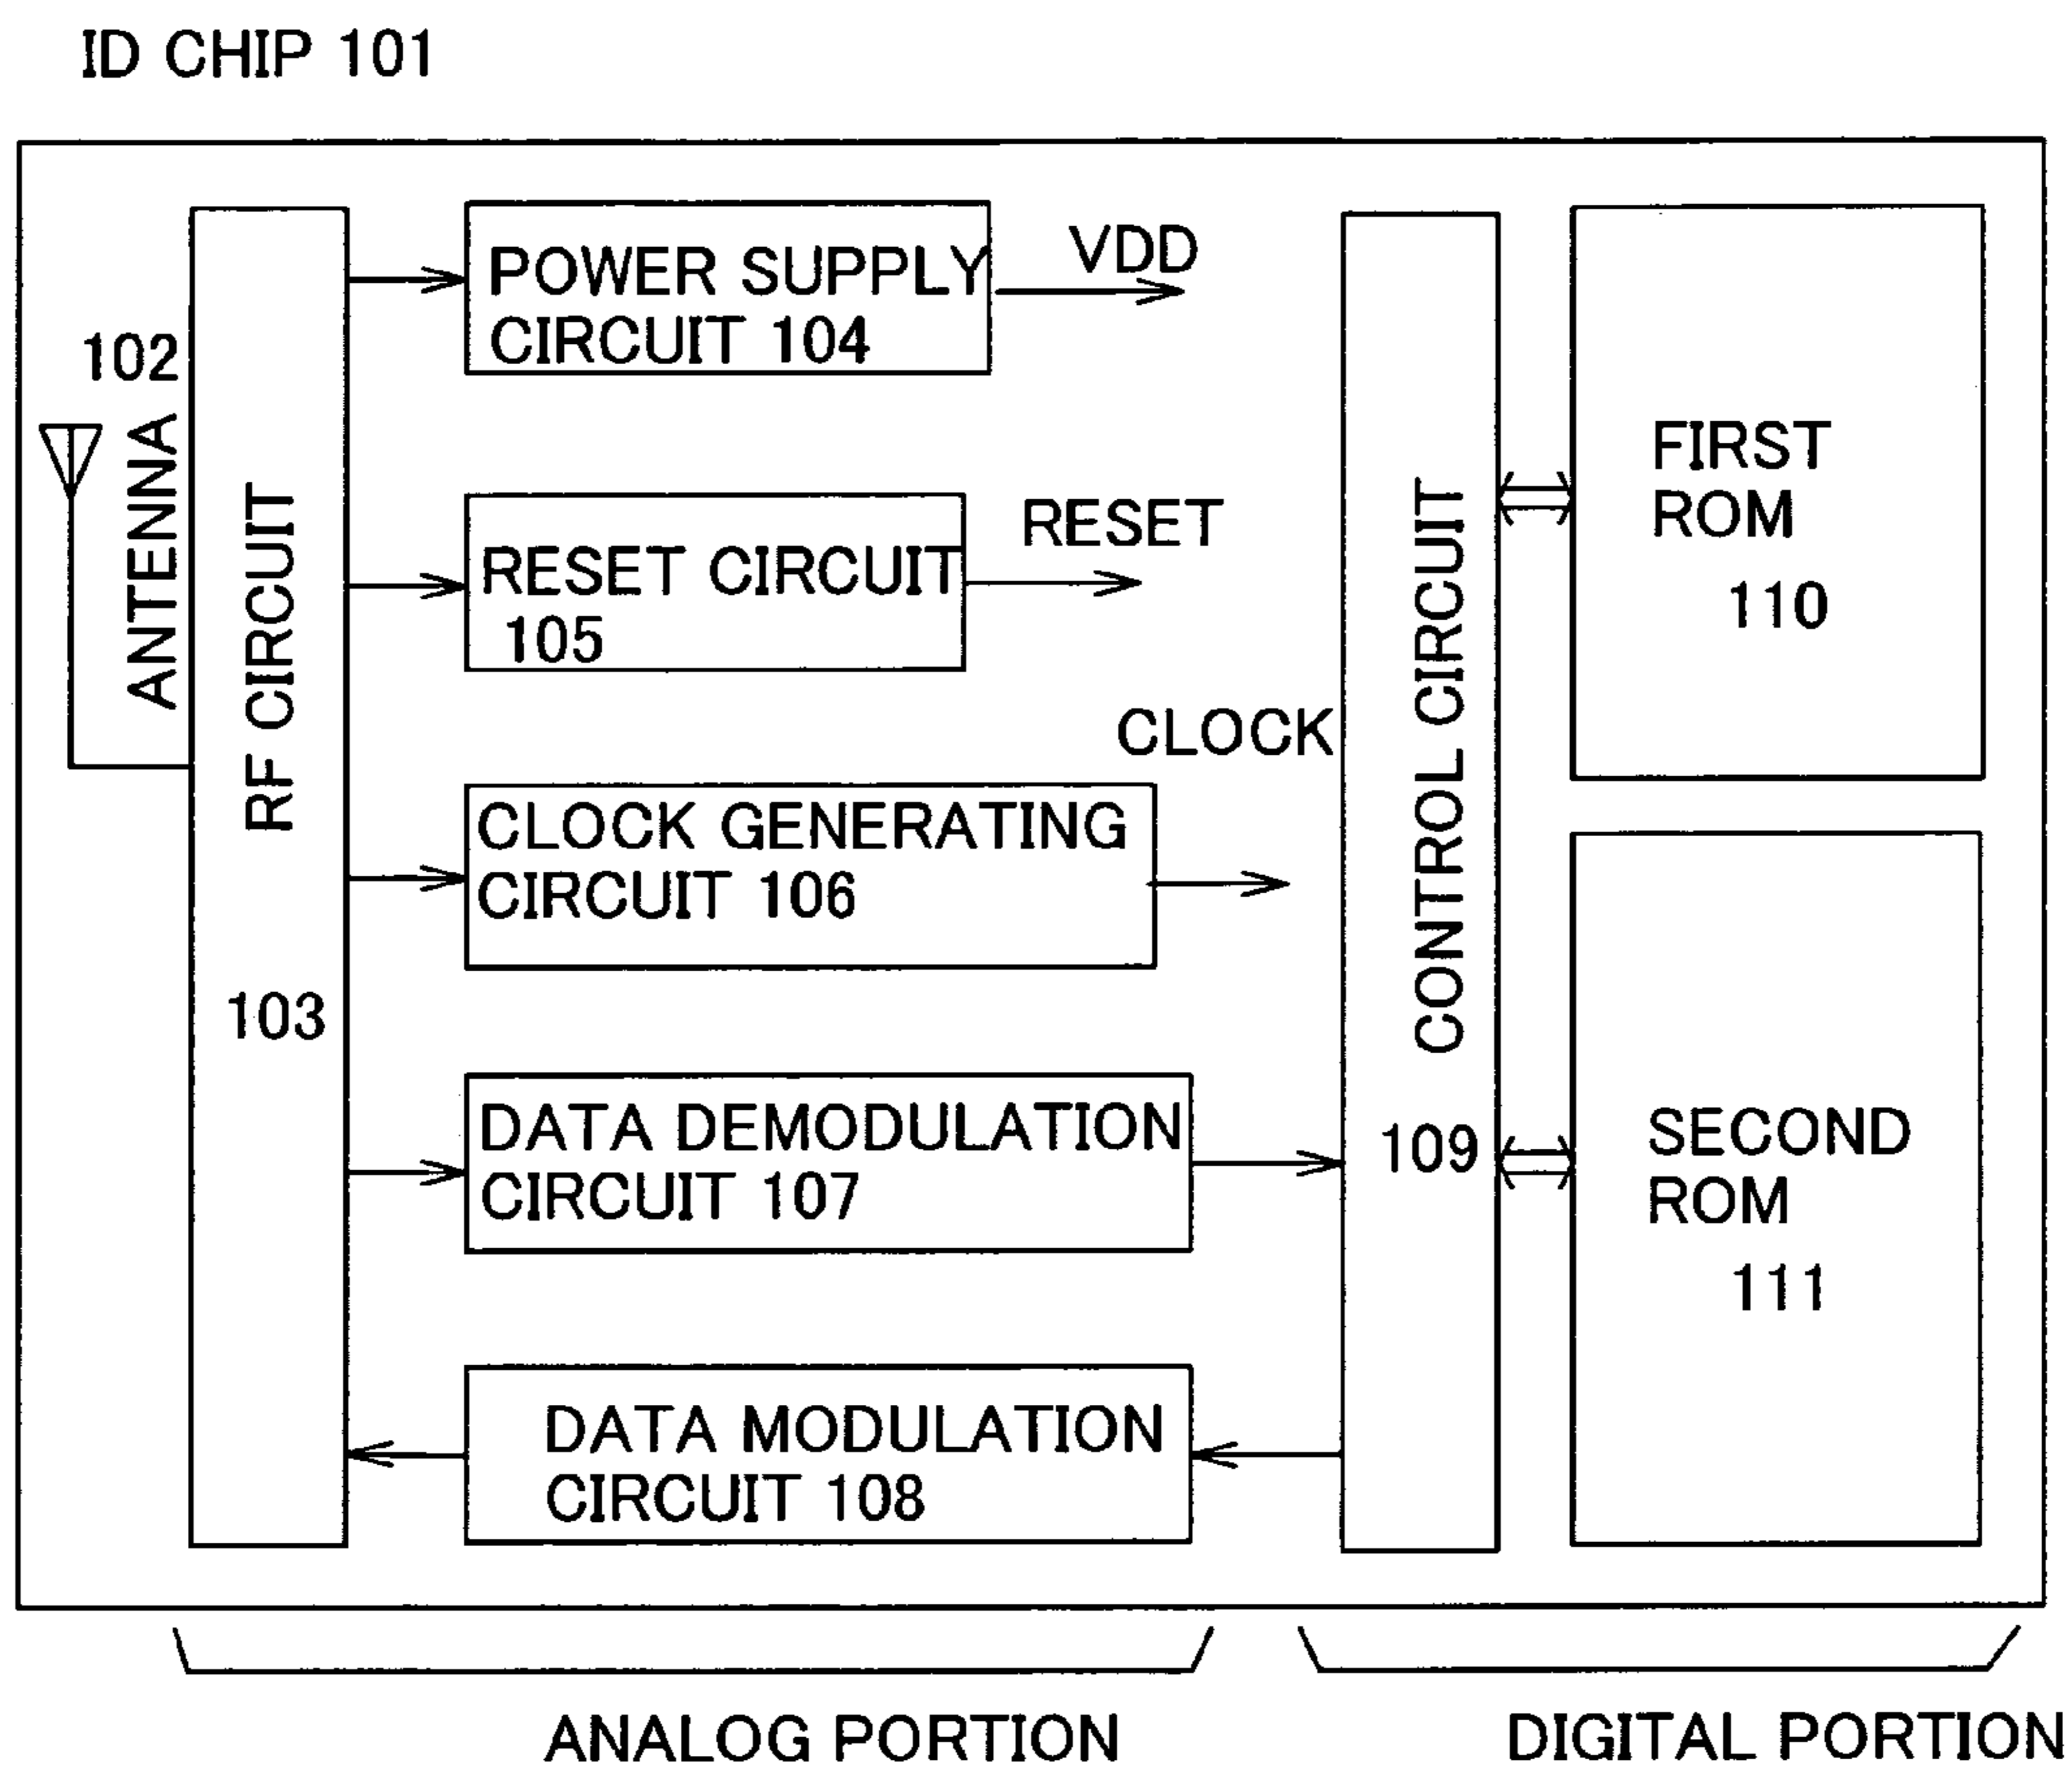 ID CHIP 101
102
ANTENNA
RF CIRCUIT
103
POWER SUPPLY
CIRCUIT 104
VDD
RESET CIRCUIT
105
RESET
CLOCK
CLOCK GENERATING
CIRCUIT 106
DATA DEMODULATION
CIRCUIT 107
DATA MODULATION
CIRCUIT 108
CONTROL CIRCUIT
109
FIRST
ROM
110
SECOND
ROM
111
ANALOG PORTION
DIGITAL PORTION